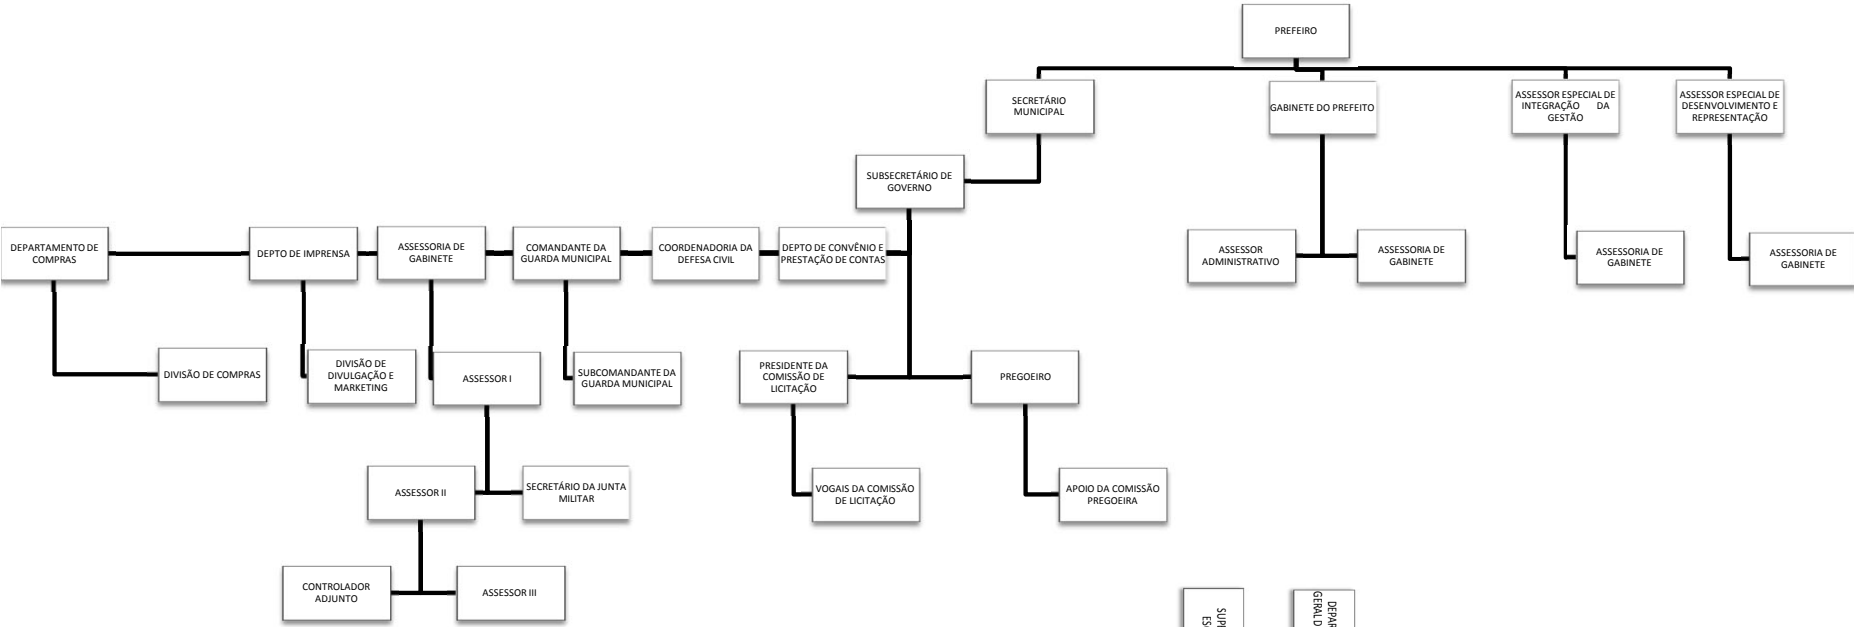 PREFEIRO
SECRETÁRIO
MUNICIPAL
GABINETE DO PREFEITO
ASSESSOR ESPECIAL DE
INTEGRAÇÃO DA
GESTÃO
ASSESSOR ESPECIAL DE
DESENVOLVIMENTO E
REPRESENTAÇÃO
SUBSECRETÁRIO DE
GOVERNO
DEPARTAMENTO DE
COMPRAS
DEPTO DE IMPRENSA
ASSESSORIA DE
GABINETE
COMANDANTE DA
GUARDA MUNICIPAL
COORDENADORIA DA
DEFESA CIVIL
DEPTO DE CONVÊNIO E
PRESTAÇÃO DE CONTAS
ASSESSOR
ADMINISTRATIVO
ASSESSORIA DE
GABINETE
ASSESSORIA DE
GABINETE
ASSESSORIA DE
GABINETE
DIVISÃO DE COMPRAS
DIVISÃO DE
DIVULGAÇÃO E
MARKETING
ASSESSOR I
SUBCOMANDANTE DA
GUARDA MUNICIPAL
PRESIDENTE DA
COMISSÃO DE
LICITAÇÃO
PREGOEIRO
ASSESSOR II
SECRETÁRIO DA JUNTA
MILITAR
VOGAIS DA COMISSÃO
DE LICITAÇÃO
APOIO DA COMISSÃO
PREGOEIRA
CONTROLADOR
ADJUNTO
ASSESSOR III
GERAL